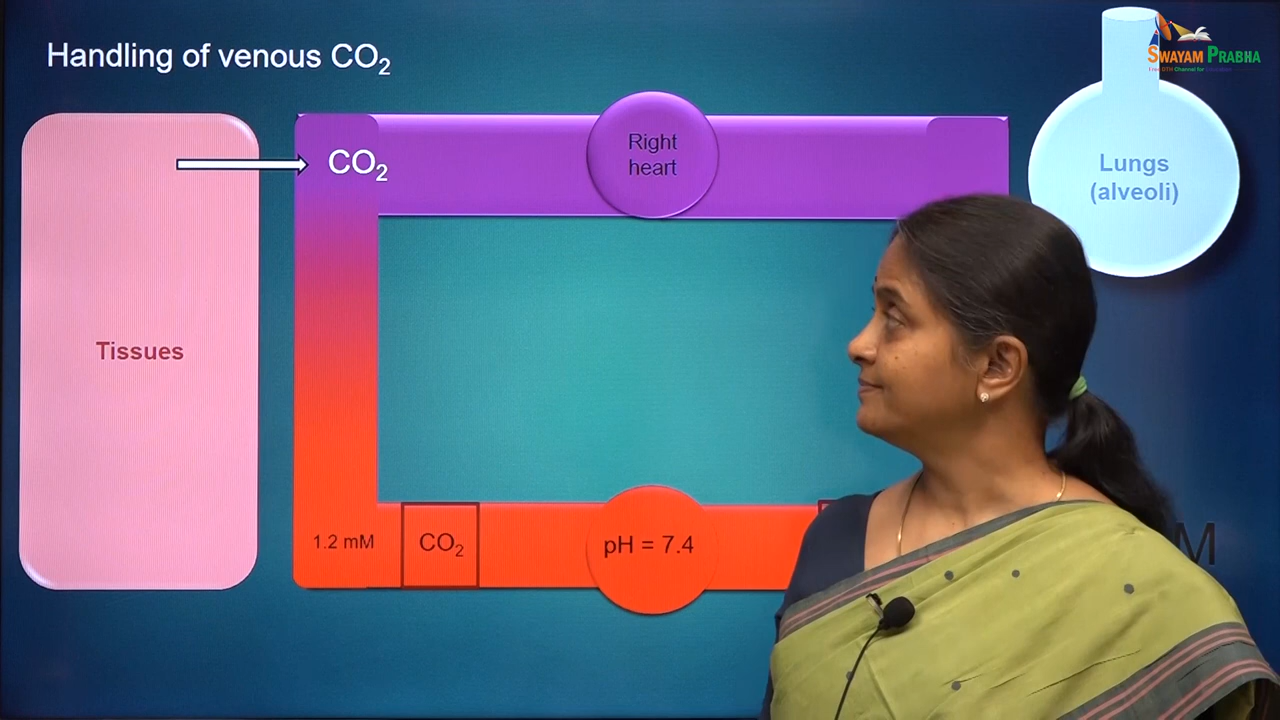 Handling of venous CO₂
SWAYAM PRABHA
CO₂
Right
heart
Lungs
(alveoli)
Tissues
1.2 mM
CO₂
pH = 7.4
M